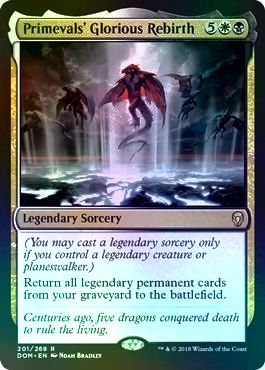 Primevals' Glorious Rebirth 5
Legendary Sorcery
(You may cast a legendary sorcery only
if you control a legendary creature or
planeswalker.)
Return all legendary permanent cards
from your graveyard to the battlefield.
Centuries ago, five dragons conquered death
to rule the living.
201/269 R
DOM • EN NOAH BRADLEY
™ & © 2018 Wizards of the Coast